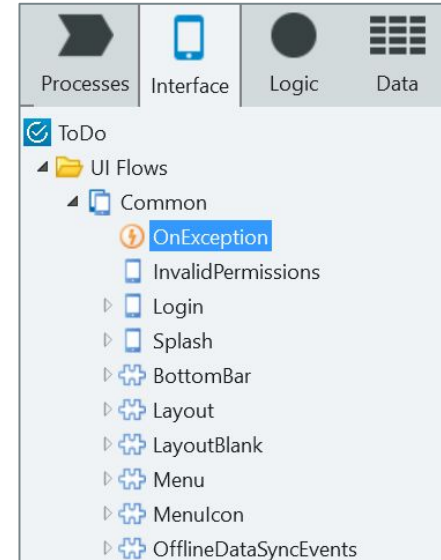 Processes Interface Logic Data
ToDo
UI Flows
Common
OnException
InvalidPermissions
Login
Splash
BottomBar
Layout
LayoutBlank
Menu
MenuIcon
OfflineDataSyncEvents